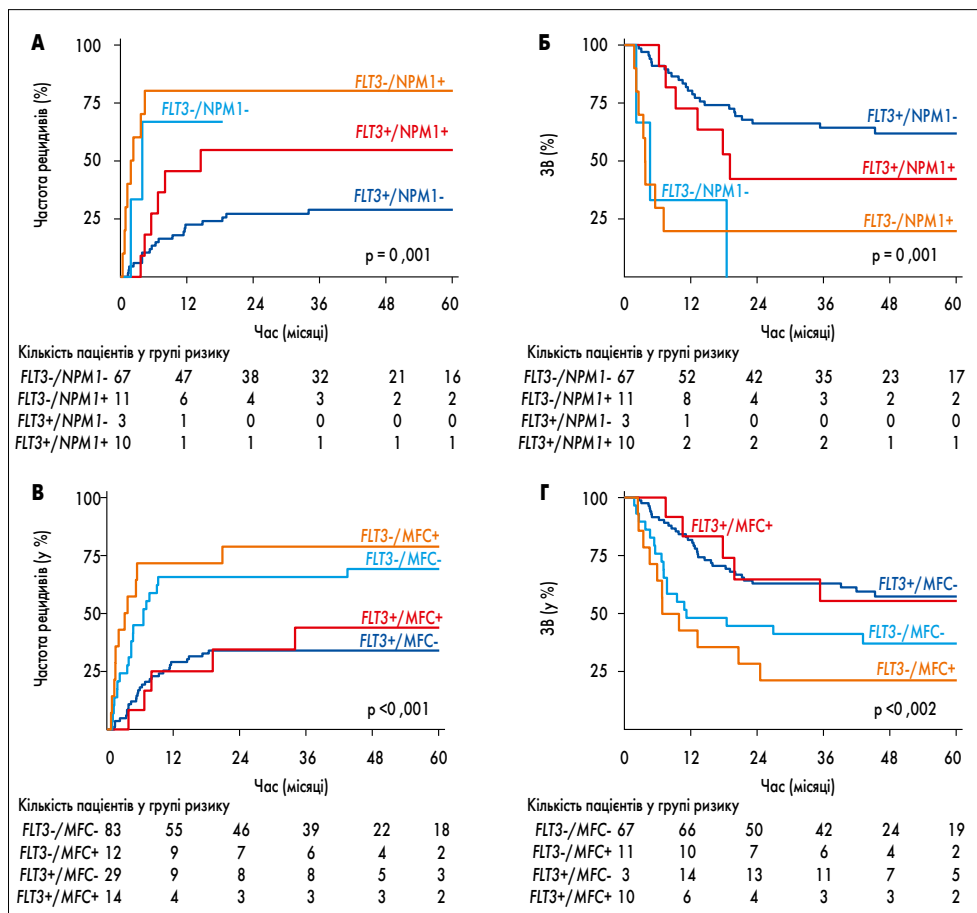 А
100
75
50
25
Частота рецидивів (%)
FLT3-/NPM1+
FLT3-/NPM1-
FLT3+/NPM1+
FLT3+/NPM1-
p = 0 ,001
0 12 24 36 48 60
Час (місяці)
Кількість пацієнтів у групі ризику
FLT3-/NPM1- 67 47 38 32 21 16
FLT3-/NPM1+ 11 6 4 3 2 2
FLT3+/NPM1- 3 1 0 0 0 0
FLT3+/NPM1+ 10 1 1 1 1 1
Б
100
75
50
25
ЗВ (%)
FLT3+/NPM1-
FLT3+/NPM1+
FLT3-/NPM1-
FLT3-/NPM1+
p = 0 ,001
0 12 24 36 48 60
Час (місяці)
Кількість пацієнтів у групі ризику
FLT3-/NPM1- 67 52 42 35 23 17
FLT3-/NPM1+ 11 8 4 3 2 2
FLT3+/NPM1- 3 1 0 0 0 0
FLT3+/NPM1+ 10 2 2 2 1 1
В
100
75
50
25
Частота рецидивів (у %)
FLT3-/MFC+
FLT3-/MFC-
FLT3+/MFC+
FLT3+/MFC-
p <0 ,001
0 12 24 36 48 60
Час (місяці)
Кількість пацієнтів у групі ризику
FLT3-/MFC- 83 55 46 39 22 18
FLT3-/MFC+ 12 9 7 6 4 2
FLT3+/MFC- 29 9 8 8 5 3
FLT3+/MFC+ 14 4 3 3 3 2
Г
100
75
50
25
ЗВ (у %)
FLT3+/MFC+
FLT3+/MFC-
FLT3-/MFC-
FLT3-/MFC+
p <0 ,002
0 12 24 36 48 60
Час (місяці)
Кількість пацієнтів у групі ризику
FLT3-/MFC- 67 66 50 42 24 19
FLT3-/MFC+ 11 10 7 6 4 2
FLT3+/MFC- 3 14 13 11 7 5
FLT3+/MFC+ 10 6 4 3 3 2